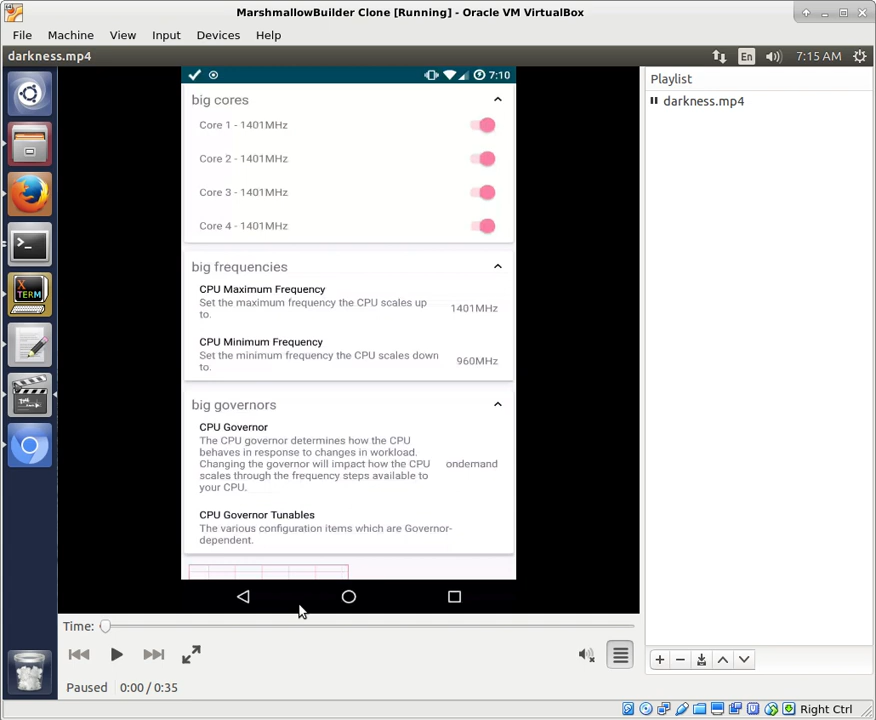 MarshmallowBuilder Clone [Running] - Oracle VM VirtualBox
File Machine View Input Devices Help
darkness.mp4 En 7:15 AM
7:10
big cores
Core 1 - 1401MHz
Core 2 - 1401MHz
Core 3 - 1401MHz
Core 4 - 1401MHz
big frequencies
CPU Maximum Frequency
Set the maximum frequency the CPU scales up
to.
1401MHz
CPU Minimum Frequency
Set the minimum frequency the CPU scales down
to.
960MHz
big governors
CPU Governor
The CPU governor determines how the CPU
behaves in response to changes in workload.
Changing the governor will impact how the CPU
scales through the frequency steps available to
your CPU.
ondemand
CPU Governor Tunables
The various configuration items which are Governor-
dependent.
Playlist
darkness.mp4
Time:
Paused 0:00 / 0:35
X
TERM
Right Ctrl